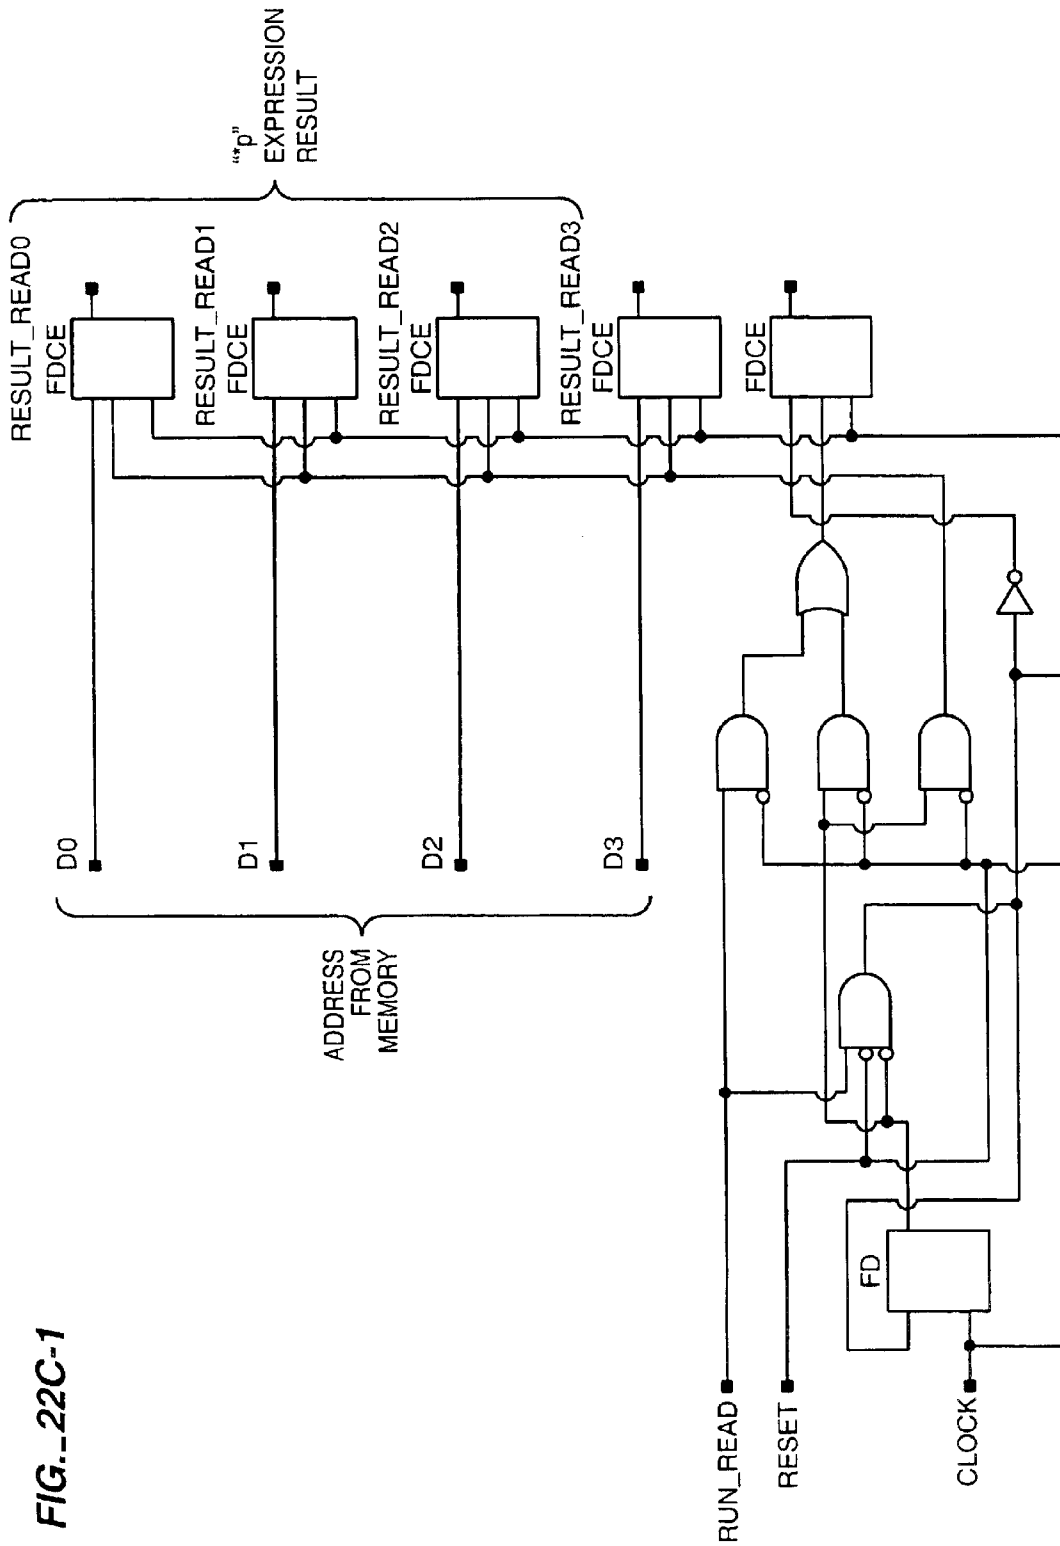 FIG._22C-1
ADDRESS
FROM
MEMORY
D0
D1
D2
D3
RESULT_READ0
FDCE
RESULT_READ1
FDCE
RESULT_READ2
FDCE
RESULT_READ3
FDCE
FDCE
"*p"
EXPRESSION
RESULT
RUN_READ
RESET
CLOCK
FD